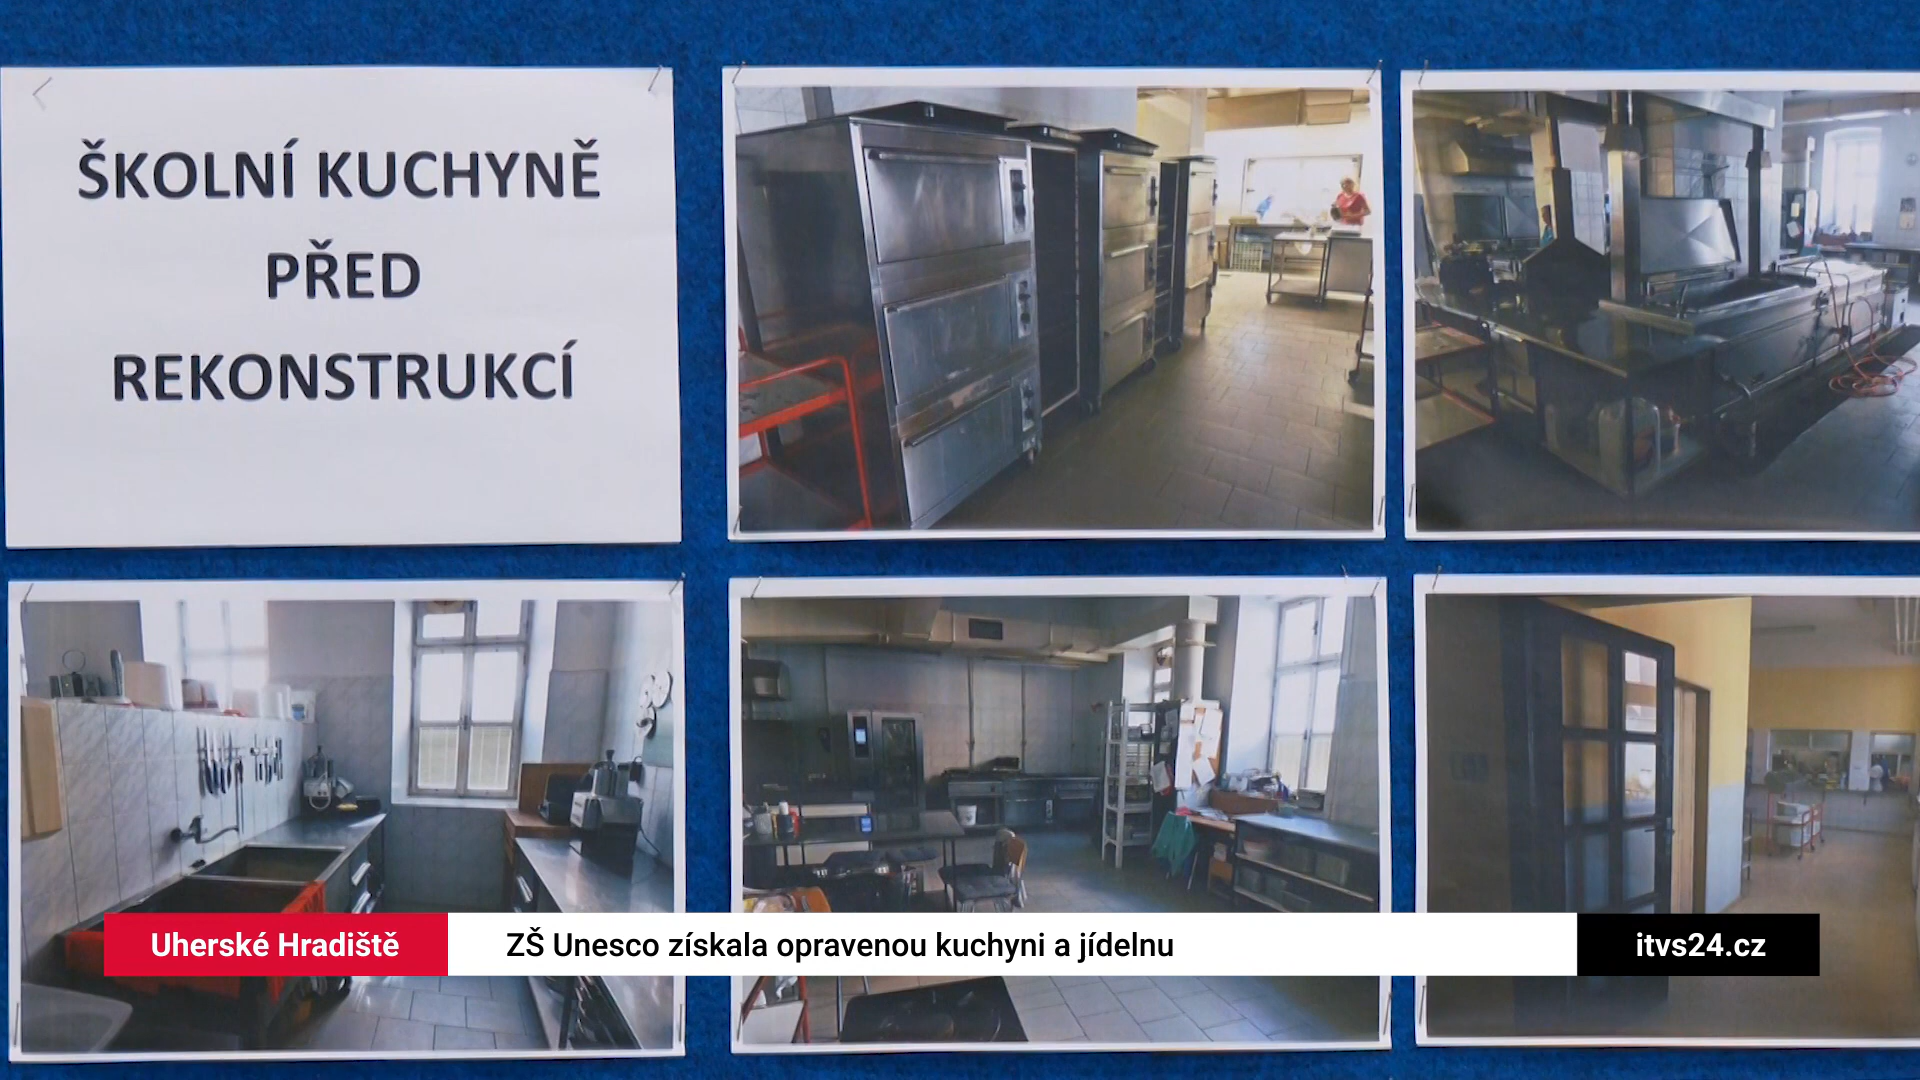 ŠKOLNÍ KUCHYNĚ
PŘED
REKONSTRUKCÍ
Uherské Hradiště
ZŠ Unesco získala opravenou kuchyni a jídelnu
itvs24.cz